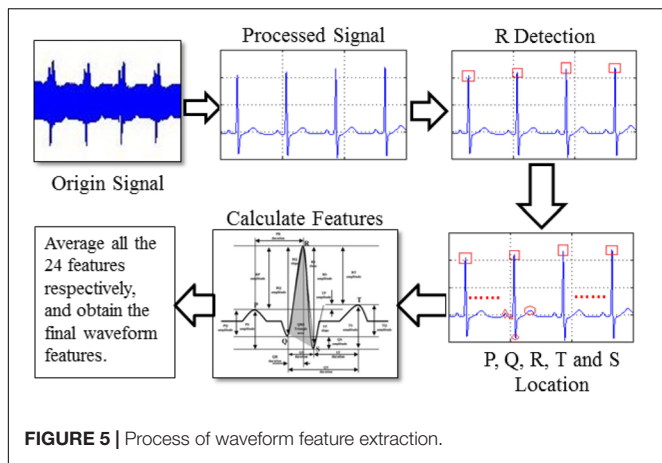 Processed Signal
R Detection
Origin Signal
Calculate Features
Average all the
24 features
respectively,
and obtain the
final waveform
features.
R
P
T
Q
S
P, Q, R, T and S
Location
FIGURE 5 | Process of waveform feature extraction.